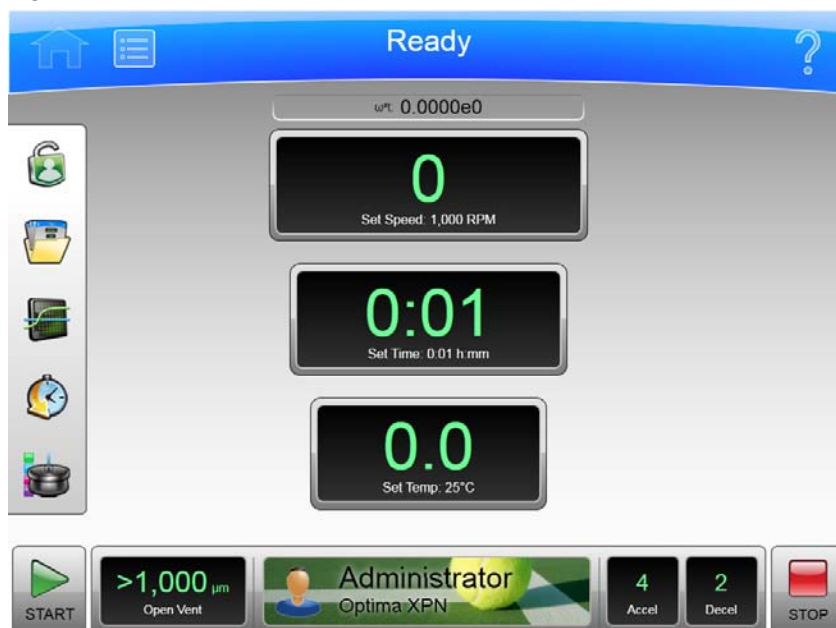 Ready
ω²t: 0.0000e0
0
Set Speed: 1,000 RPM
0:01
Set Time: 0:01 h:mm
0.0
Set Temp: 25°C
START
>1,000 µm
Open Vent
Administrator
Optima XPN
4
Accel
2
Decel
STOP